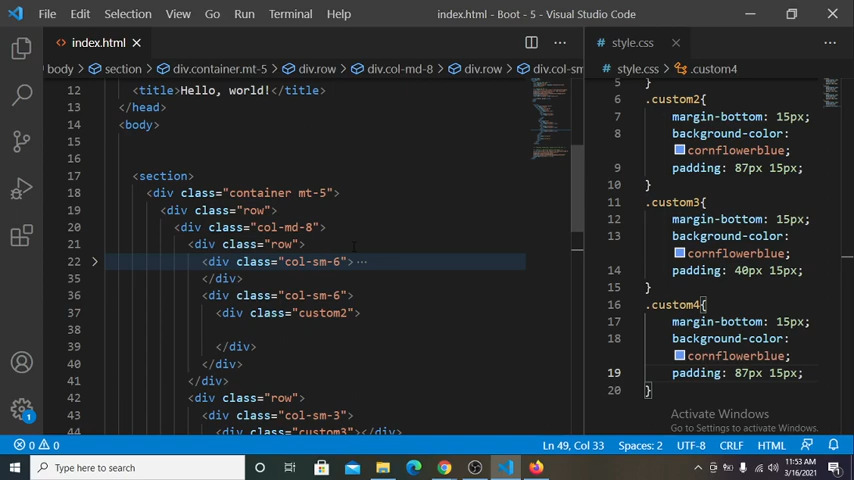 File Edit Selection View Go Run Terminal Help
index.html - Boot - 5 - Visual Studio Code
index.html
style.css
body > section > div.container.mt-5 > div.row > div.col-md-8 > div.row > div.col-sm
style.css > .custom4
12 <title>Hello, world!</title>
13 </head>
14 <body>
15
16
17 <section>
18 <div class="container mt-5">
19 <div class="row">
20 <div class="col-md-8">
21 <div class="row">
22 <div class="col-sm-6"> ···
35 </div>
36 <div class="col-sm-6">
37 <div class="custom2">
38
39 </div>
40 </div>
41 </div>
42 <div class="row">
43 <div class="col-sm-3">
44 <div class="custom3"></div>
5 }
6 .custom2{
7 margin-bottom: 15px;
8 background-color:
cornflowerblue;
9 padding: 87px 15px;
10 }
11 .custom3{
12 margin-bottom: 15px;
13 background-color:
cornflowerblue;
14 padding: 40px 15px;
15 }
16 .custom4{
17 margin-bottom: 15px;
18 background-color:
cornflowerblue;
19 padding: 87px 15px;
20 }
Activate Windows
Go to Settings to activate Windows.
0 0
Ln 49, Col 33 Spaces: 2 UTF-8 CRLF HTML
1
Type here to search
11:53 AM
3/16/2021